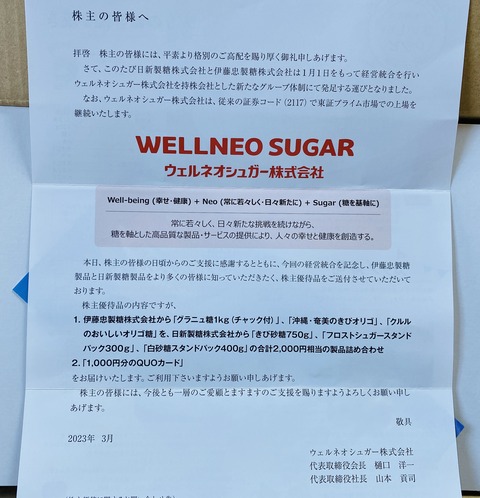 株主の皆様へ
拝啓　株主の皆様には、平素より格別のご高配を賜り厚く御礼申しあげます。
さて、このたび日新製糖株式会社と伊藤忠製糖株式会社は1月1日をもって経営統合を行い
ウェルネオシュガー株式会社を持株会社とした新たなグループ体制にて発足する運びとなりました。
なお、ウェルネオシュガー株式会社は、従来の証券コード（2117）で東証プライム市場での上場を
継続いたします。
WELLNEO SUGAR
ウェルネオシュガー株式会社
Well-being (幸せ・健康) + Neo (常に若々しく・日々新たに) + Sugar (糖を基軸に)
常に若々しく、日々新たな挑戦を続けながら、
糖を軸とした高品質な製品・サービスの提供により、人々の幸せと健康を創造する。
本日、株主の皆様の日頃からのご支援に感謝するとともに、今回の経営統合を記念し、伊藤忠製糖
製品と日新製糖製品をより多くの皆様に知っていただきたく、株主優待品をご送付させていただいて
おります。
株主優待品の内容ですが、
1. 伊藤忠製糖株式会社から「グラニュ糖1kg（チャック付）」、「沖縄・奄美のきびオリゴ」、「クルル
のおいしいオリゴ糖」を、日新製糖株式会社から「きび砂糖750g」、「フロストシュガースタンド
パック300g」、「白砂糖スタンドパック400g」の合計2,000円相当の製品詰め合わせ
2.「1,000円分のQUOカード」
をお届けいたします。ご利用下さいますようお願い申しあげます。
株主の皆様には、今後とも一層のご愛顧とますますのご支援を賜りますようよろしくお願い申し
あげます。
敬具
2023年 3月
ウェルネオシュガー株式会社
代表取締役会長　樋口　洋一
代表取締役社長　山本　貢司